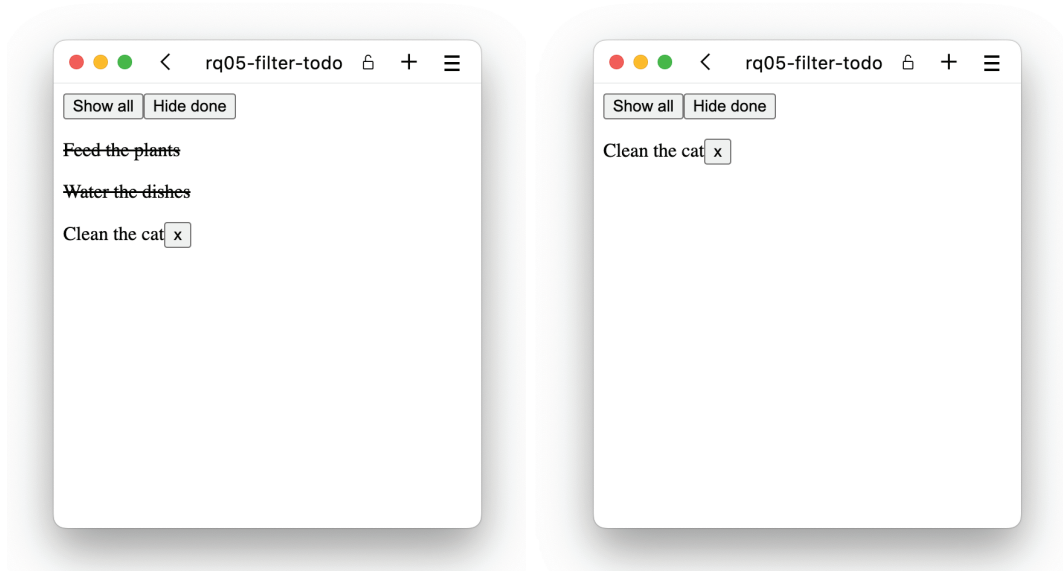 rq05-filter-todo
Show all Hide done
Feed the plants
Water the dishes
Clean the cat x
rq05-filter-todo
Show all Hide done
Clean the cat x